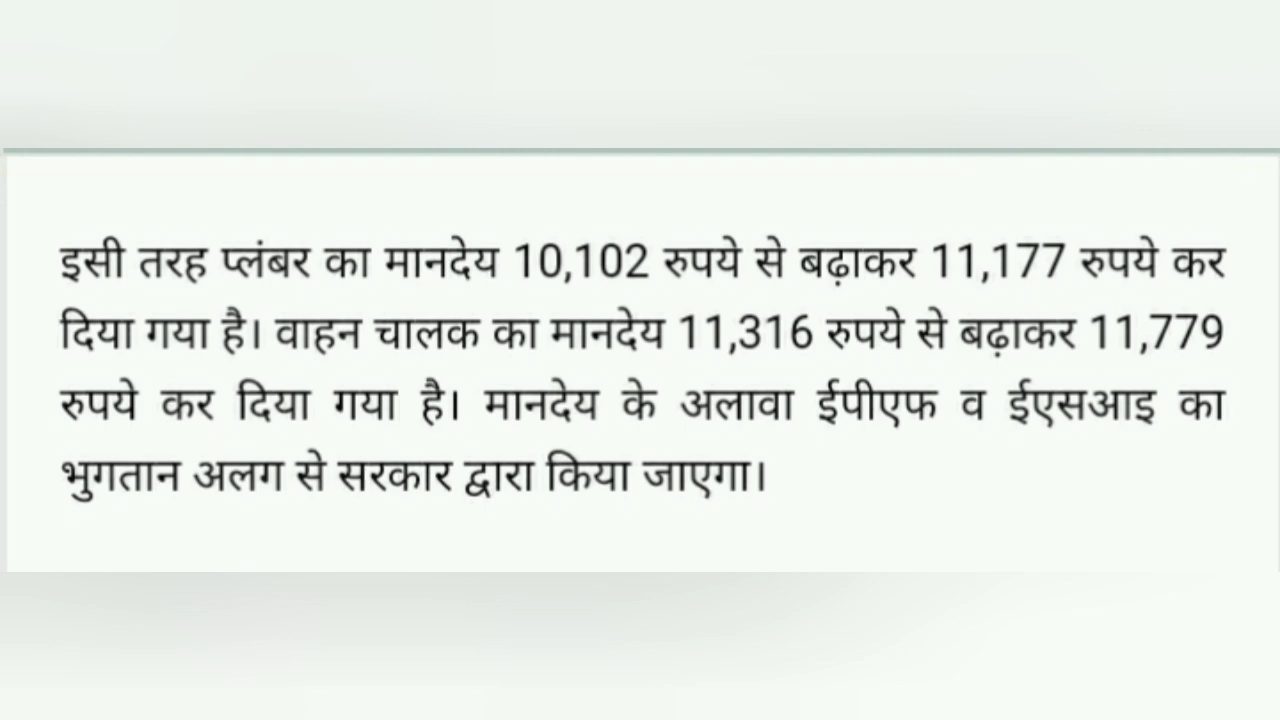 इसी तरह प्लंबर का मानदेय 10,102 रुपये से बढ़ाकर 11,177 रुपये कर
दिया गया है। वाहन चालक का मानदेय 11,316 रुपये से बढ़ाकर 11,779
रुपये कर दिया गया है। मानदेय के अलावा ईपीएफ व ईएसआइ का
भुगतान अलग से सरकार द्वारा किया जाएगा।